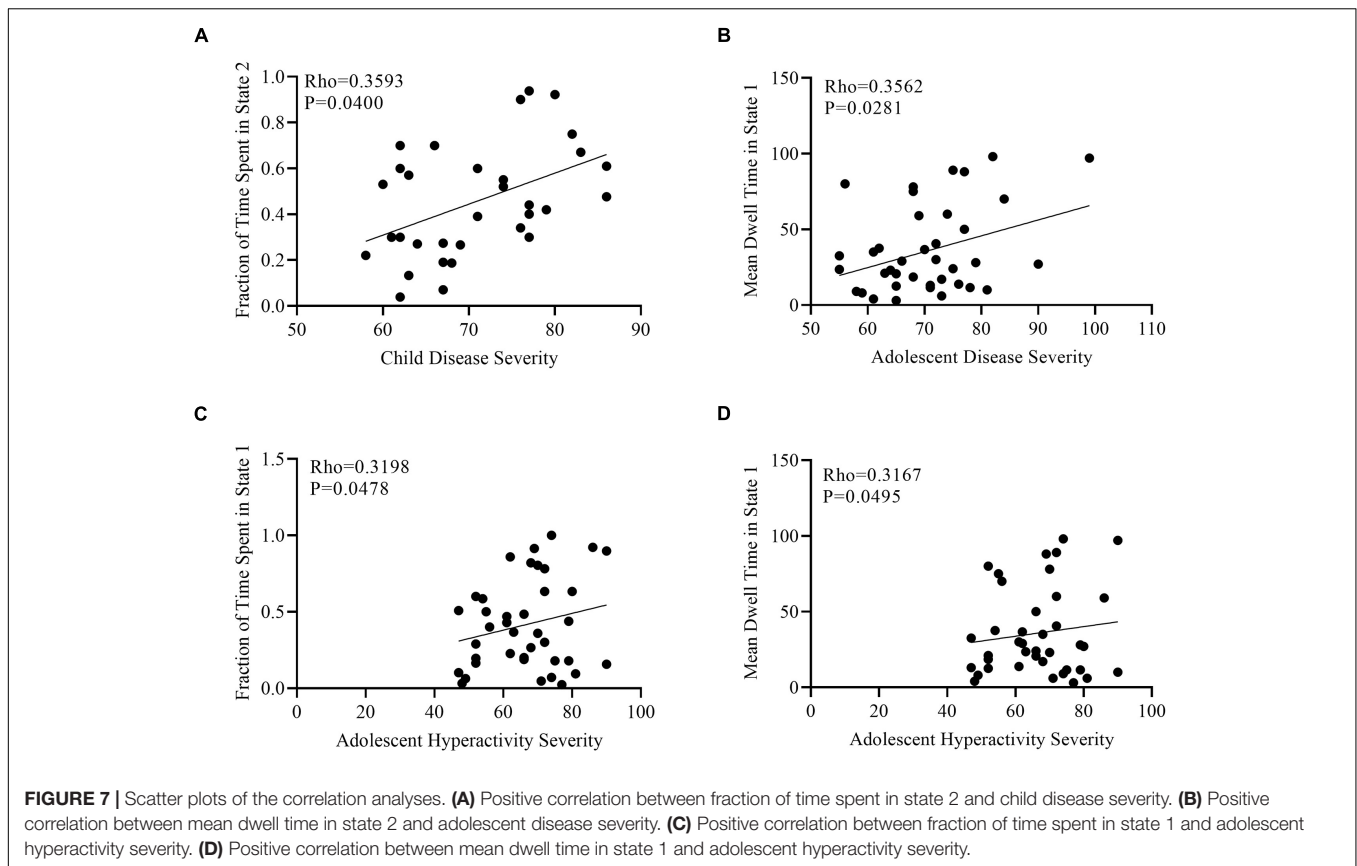 A
Rho=0.3593
P=0.0400
Fraction of Time Spent in State 2
1.0
0.8
0.6
0.4
0.2
0.0
50 60 70 80 90
Child Disease Severity
B
Rho=0.3562
P=0.0281
Mean Dwell Time in State 1
150
100
50
0
50 60 70 80 90 100 110
Adolescent Disease Severity
C
Rho=0.3198
P=0.0478
Fraction of Time Spent in State 1
1.5
1.0
0.5
0.0
0 20 40 60 80 100
Adolescent Hyperactivity Severity
D
Rho=0.3167
P=0.0495
Mean Dwell Time in State 1
150
100
50
0
0 20 40 60 80 100
Adolescent Hyperactivity Severity
FIGURE 7 | Scatter plots of the correlation analyses. (A) Positive correlation between fraction of time spent in state 2 and child disease severity. (B) Positive
correlation between mean dwell time in state 2 and adolescent disease severity. (C) Positive correlation between fraction of time spent in state 1 and adolescent
hyperactivity severity. (D) Positive correlation between mean dwell time in state 1 and adolescent hyperactivity severity.